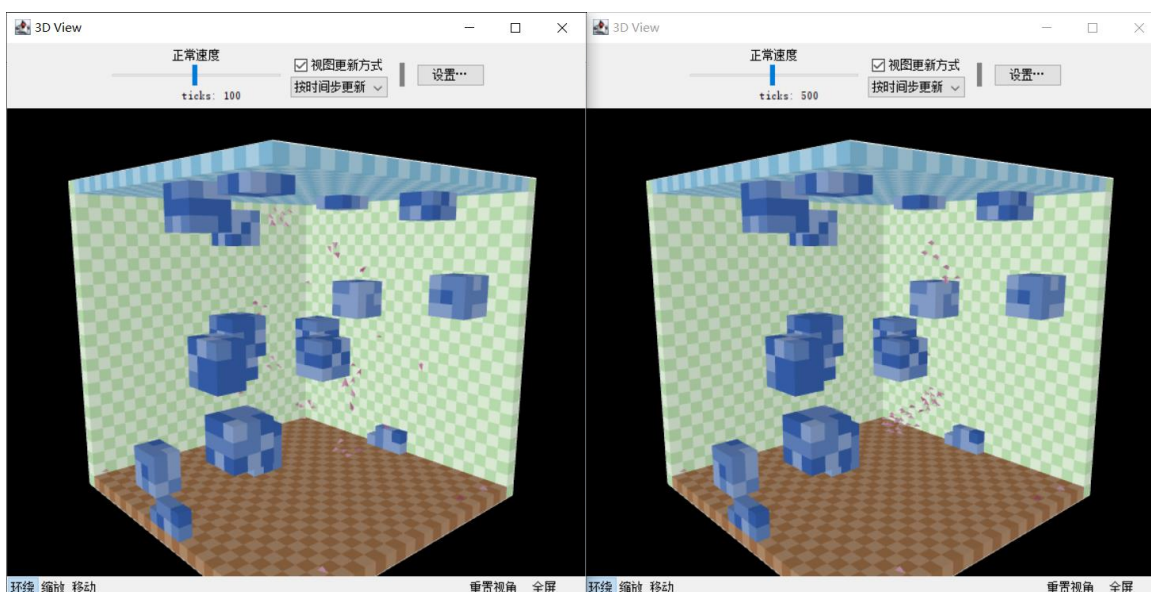 3D View
正常速度
ticks: 100
视图更新方式
按时间步更新
设置…
环绕 缩放 移动
重置视角 全屏
3D View
正常速度
ticks: 500
视图更新方式
按时间步更新
设置…
环绕 缩放 移动
重置视角 全屏